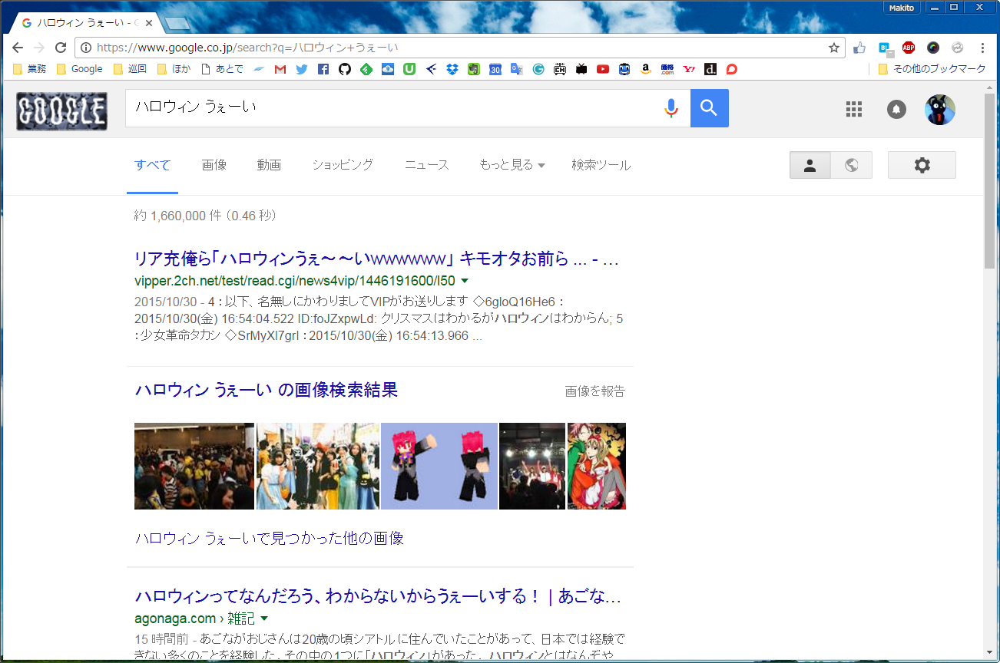 Makito
ハロウィン うぇーい - G
https://www.google.co.jp/search?q=ハロウィン+うぇーい
業務 Google 巡回 ほか あとで その他のブックマーク
GOOGLE
ハロウィン うぇーい
すべて 画像 動画 ショッピング ニュース もっと見る 検索ツール
約 1,660,000 件 (0.46 秒)
リア充俺ら「ハロウィンうぇ～～いwwwwww」 キモオタお前ら ... - ...
vipper.2ch.net/test/read.cgi/news4vip/1446191600/l50
2015/10/30 - 4 : 以下、名無しにかわりましてVIPがお送りします ◇6gloQ16He6 :
2015/10/30(金) 16:54:04.522 ID:foJZxpwLd: クリスマスはわかるがハロウィンはわからん; 5
: 少女革命タカシ ◇SrMyXl7grI : 2015/10/30(金) 16:54:13.966 ...
ハロウィン うぇーい の画像検索結果
画像を報告
ハロウィン うぇーいで見つかった他の画像
ハロウィンってなんだろう、わからないからうぇーいする！ | あごな...
agonaga.com › 雑記
15 時間前 - あごながおじさんは20歳の頃シアトルに住んでいたことがあって、日本では経験で
きない多くのことを経験した。その中の1つに「ハロウィン」があった。 ハロウィンとはなんぞや